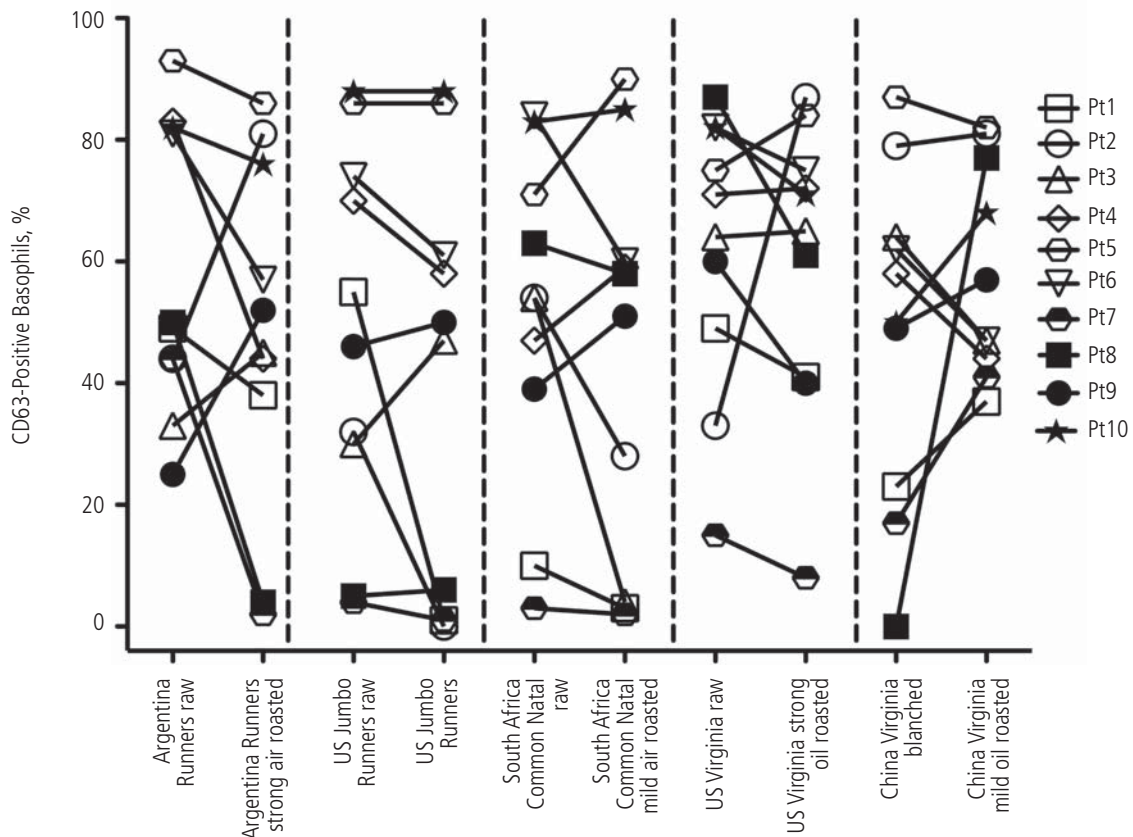 CD63-Positive Basophils, %
100
80
60
40
20
0
Argentina
Runners raw
Argentina Runners
strong air roasted
US Jumbo
Runners raw
US Jumbo
Runners
South Africa
Common Natal
raw
South Africa
Common Natal
mild air roasted
US Virginia raw
US Virginia strong
oil roasted
China Virginia
blanched
China Virginia
mild oil roasted
Pt1
Pt2
Pt3
Pt4
Pt5
Pt6
Pt7
Pt8
Pt9
Pt10